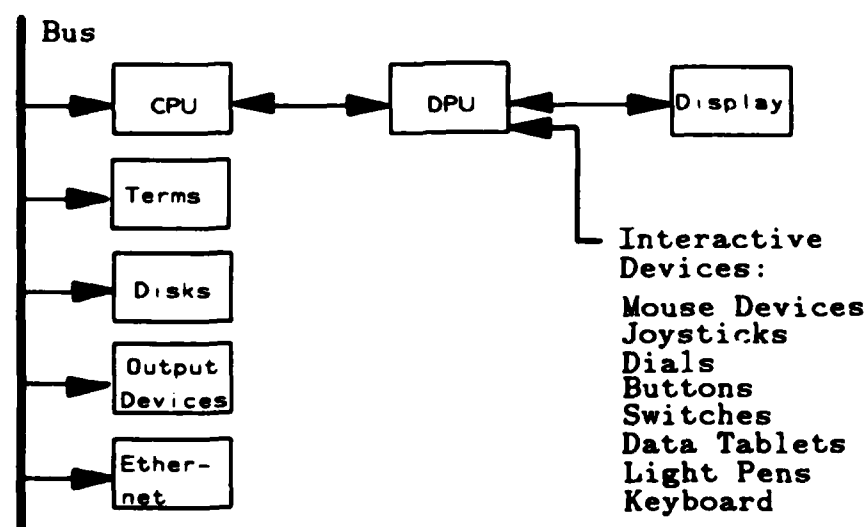 Bus
CPU
DPU
Display
Terms
Disks
Output
Devices
Ether-
net
Interactive
Devices:
Mouse Devices
Joysticks
Dials
Buttons
Switches
Data Tablets
Light Pens
Keyboard